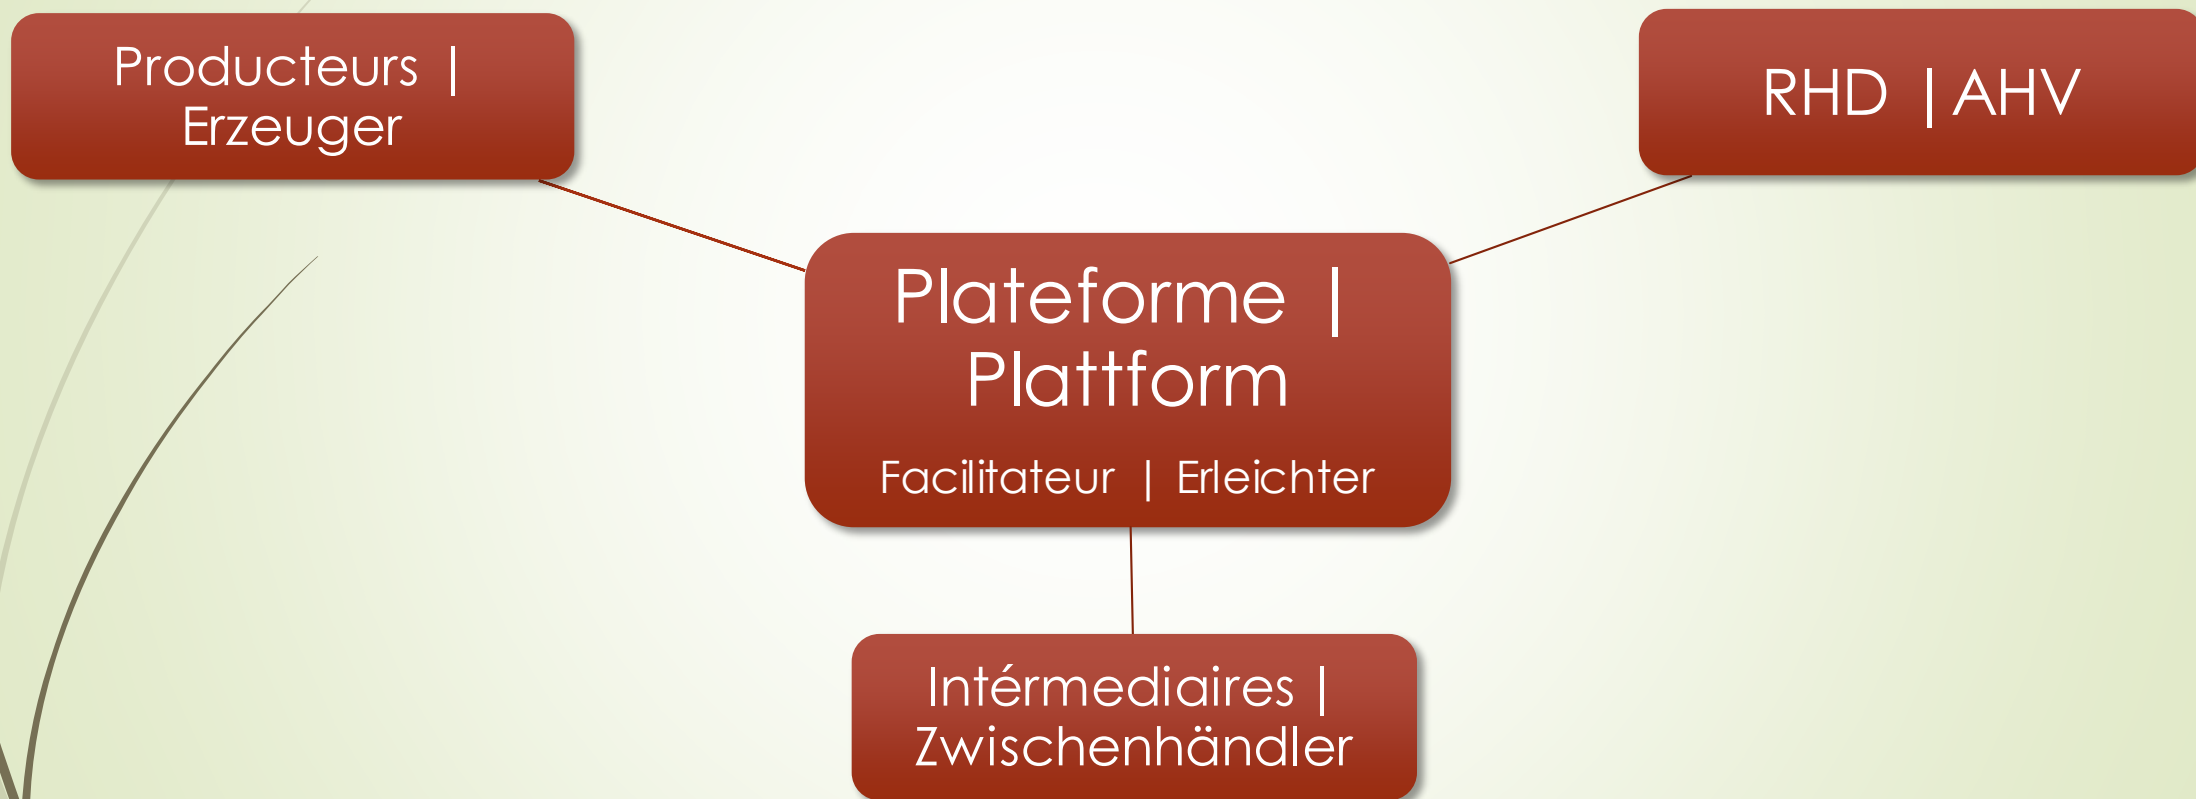 Producteurs |
Erzeuger
RHD | AHV
Plateforme |
Plattform
Facilitateur | Erleichter
Intérmediaires |
Zwischenhändler